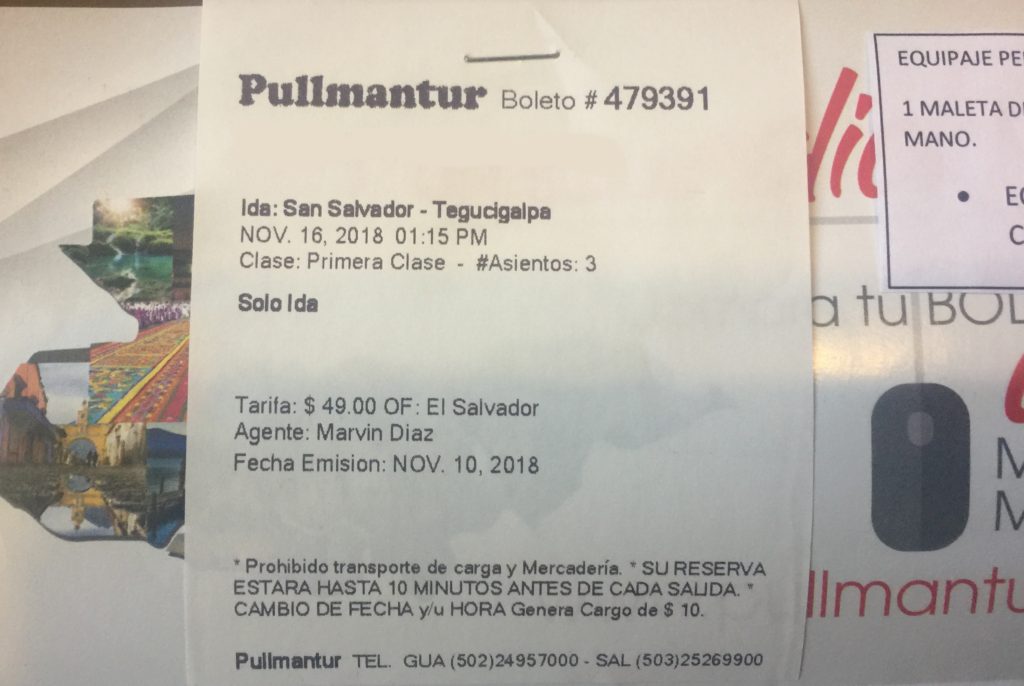 Pullmantur Boleto # 479391
Ida: San Salvador - Tegucigalpa
NOV. 16, 2018 01:15 PM
Clase: Primera Clase - #Asientos: 3
Solo Ida
Tarifa: $ 49.00 OF: El Salvador
Agente: Marvin Diaz
Fecha Emision: NOV. 10, 2018
* Prohibido transporte de carga y Mercadería. * SU RESERVA
ESTARA HASTA 10 MINUTOS ANTES DE CADA SALIDA. *
CAMBIO DE FECHA y/u HORA Genera Cargo de $ 10.
Pullmantur TEL. GUA (502)24957000 - SAL (503)25269900
EQUIPAJE PE
1 MALETA D
MANO.
• E
C
a tu BOL
M
M
llmantu